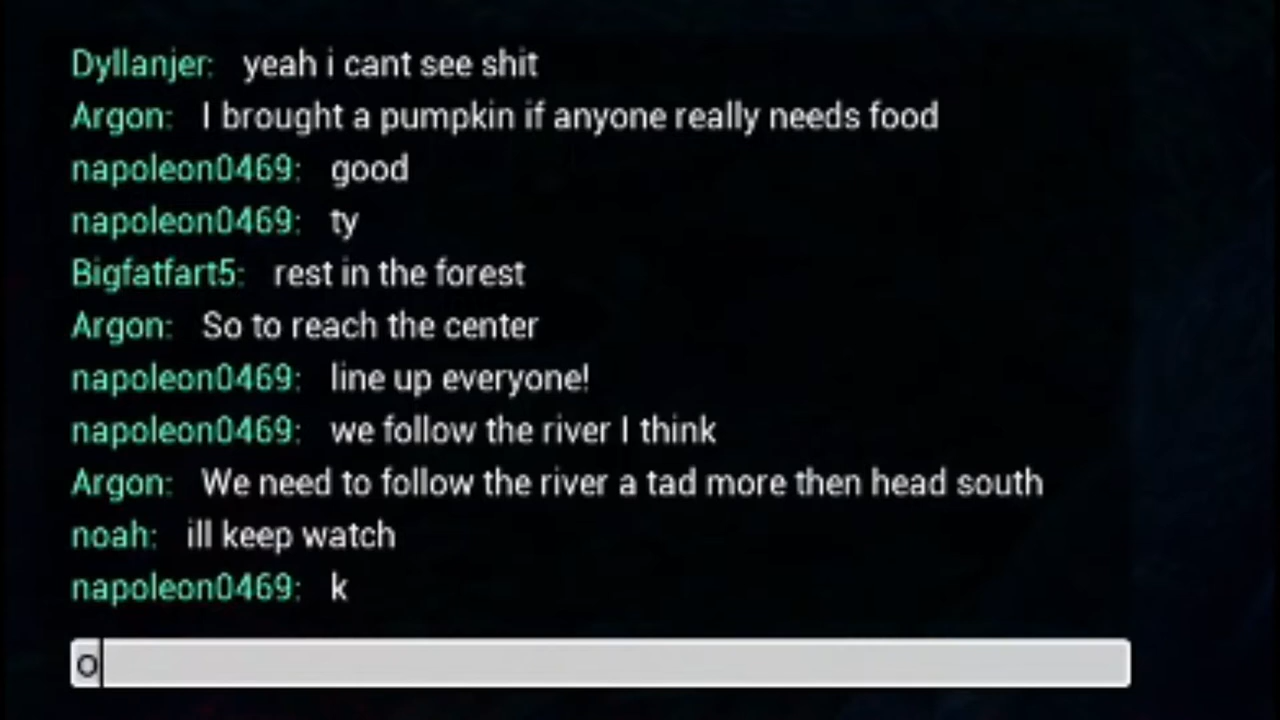 Dyllanjer: yeah i cant see shit
Argon: I brought a pumpkin if anyone really needs food
napoleon0469: good
napoleon0469: ty
Bigfatfart5: rest in the forest
Argon: So to reach the center
napoleon0469: line up everyone!
napoleon0469: we follow the river I think
Argon: We need to follow the river a tad more then head south
noah: ill keep watch
napoleon0469: k
o